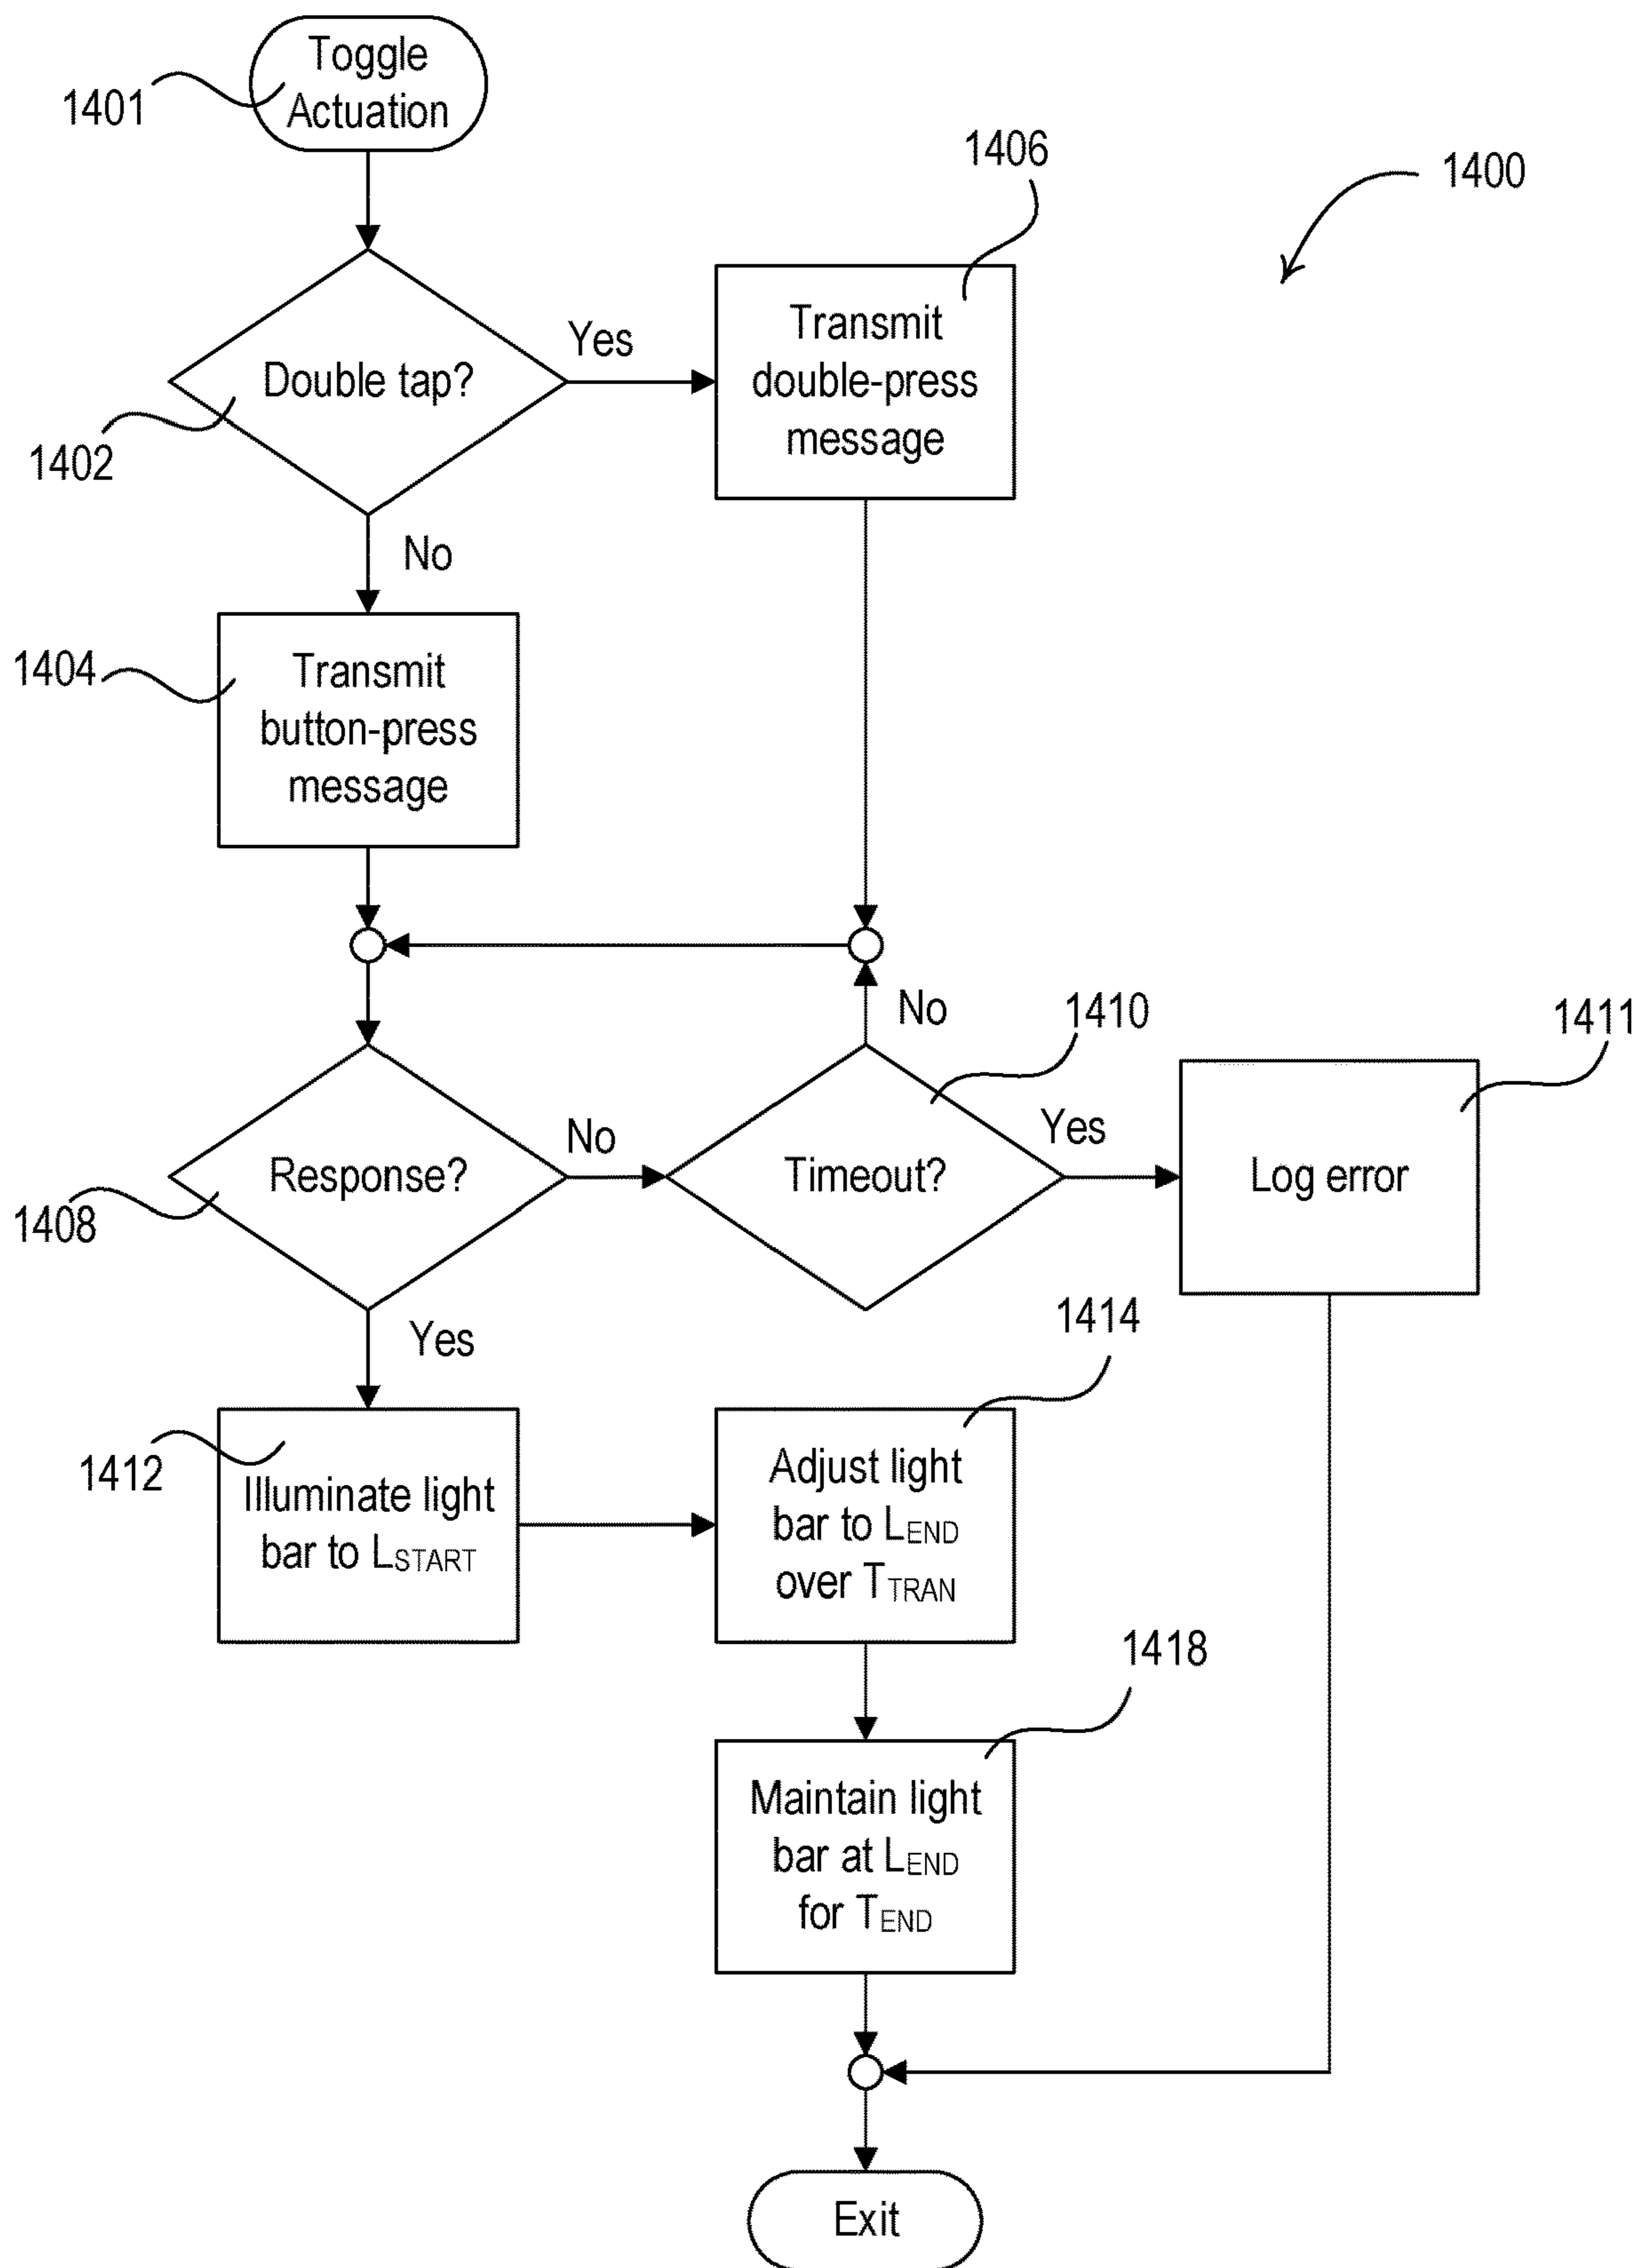 Toggle
Actuation
1401
1406
1400
Transmit
double-press
message
Yes
Double tap?
1402
No
1404
Transmit
button-press
message
No
1410
1411
Response?
No
Timeout?
Yes
Log error
1408
Yes
1414
1412
Illuminate light
bar to LSTART
Adjust light
bar to LEND
over TTRAN
1418
Maintain light
bar at LEND
for TEND
Exit